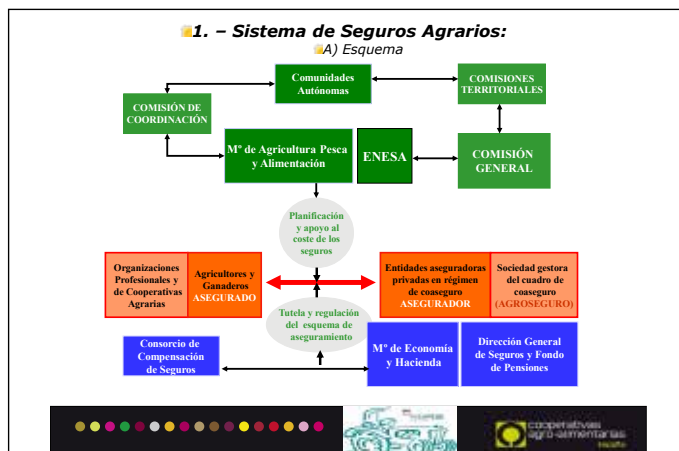 1. – Sistema de Seguros Agrarios:
A) Esquema
Comunidades
Autónomas
COMISIONES
TERRITORIALES
COMISIÓN DE
COORDINACIÓN
Mº de Agricultura Pesca
y Alimentación
ENESA
COMISIÓN
GENERAL
Planificación
y apoyo al
coste de los
seguros
Organizaciones
Profesionales y
de Cooperativas
Agrarias
Agricultores y
Ganaderos
ASEGURADO
Entidades aseguradoras
privadas en régimen
de coaseguro
ASEGURADOR
Sociedad gestora
del cuadro de
coaseguro
(AGROSEGURO)
Tutela y regulación
del esquema de
aseguramiento
Consorcio de
Compensación
de Seguros
Mº de Economía
y Hacienda
Dirección General
de Seguros y Fondo
de Pensiones
cooperativas
agro-alimentarias